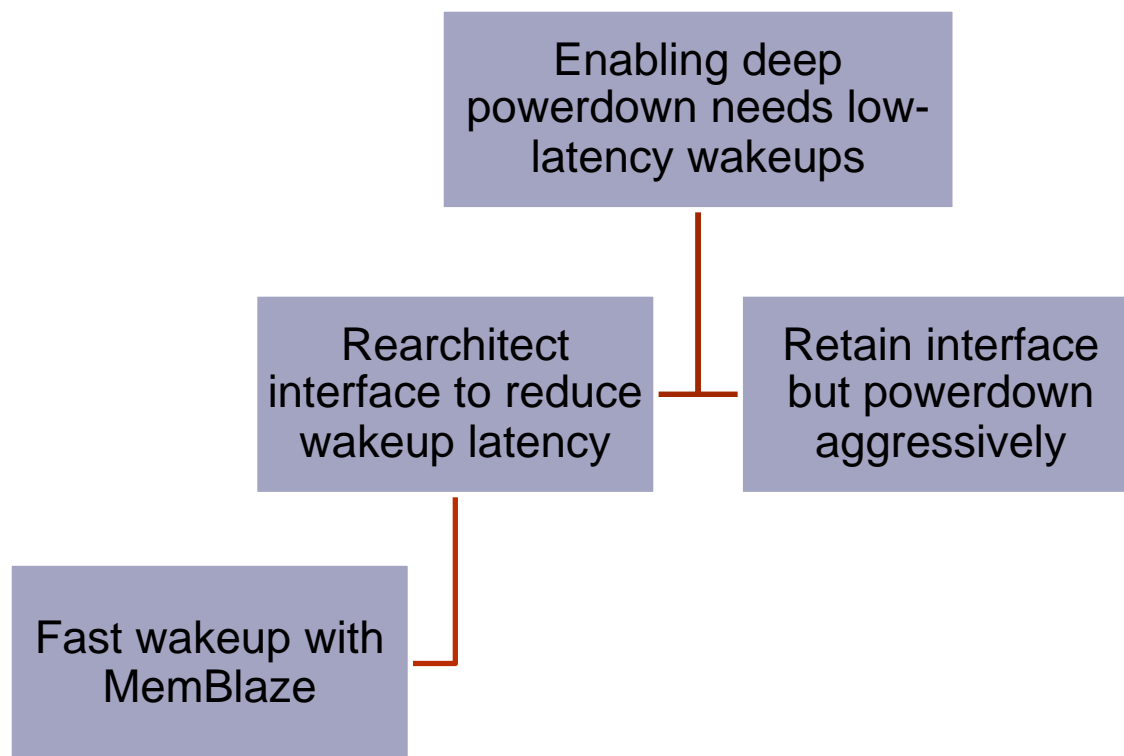 Enabling deep
powerdown needs low-
latency wakeups
Rearchitect
interface to reduce
wakeup latency
Retain interface
but powerdown
aggressively
Fast wakeup with
MemBlaze